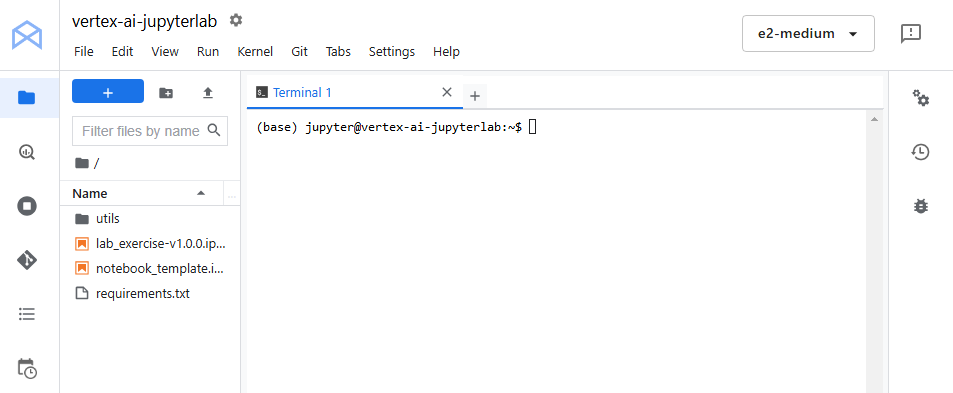 vertex-ai-jupyterlab
e2-medium
File Edit View Run Kernel Git Tabs Settings Help
+
Terminal 1
Filter files by name
(base) jupyter@vertex-ai-jupyterlab:~$
/
Name
utils
lab_exercise-v1.0.0.ip...
notebook_template.i...
requirements.txt